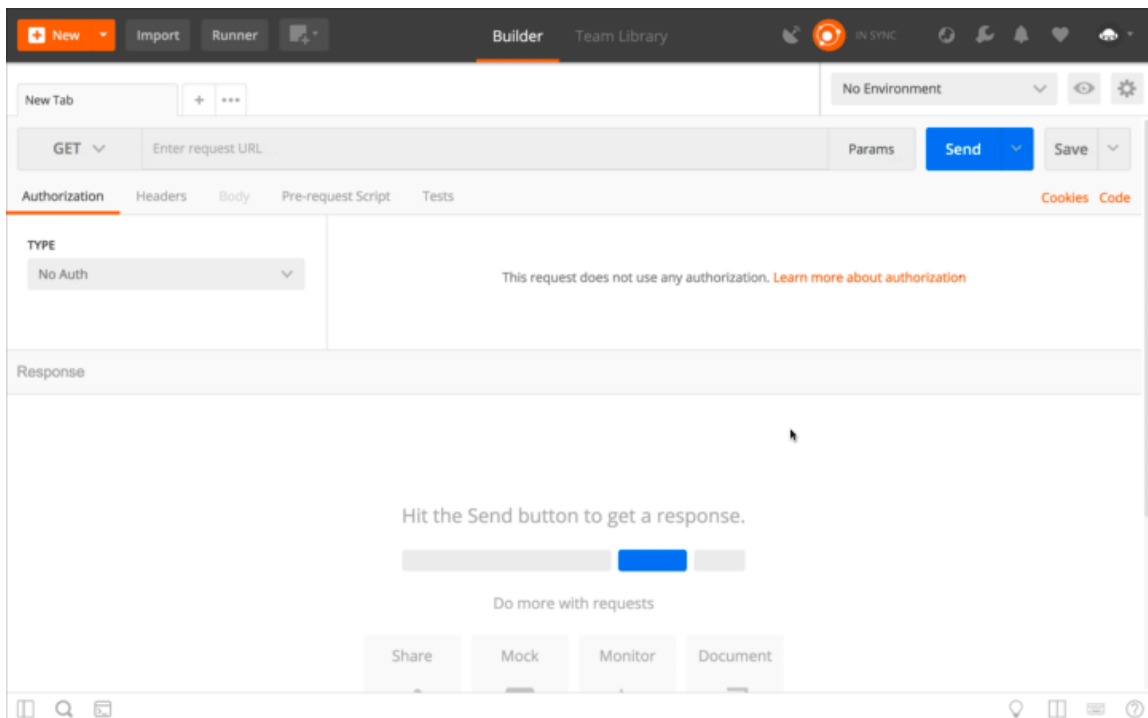 New Import Runner Builder Team Library IN SYNC
New Tab No Environment
GET Enter request URL Params Send Save
Authorization Headers Body Pre-request Script Tests Cookies Code
TYPE
No Auth
This request does not use any authorization. Learn more about authorization
Response
Hit the Send button to get a response.
Do more with requests
Share Mock Monitor Document